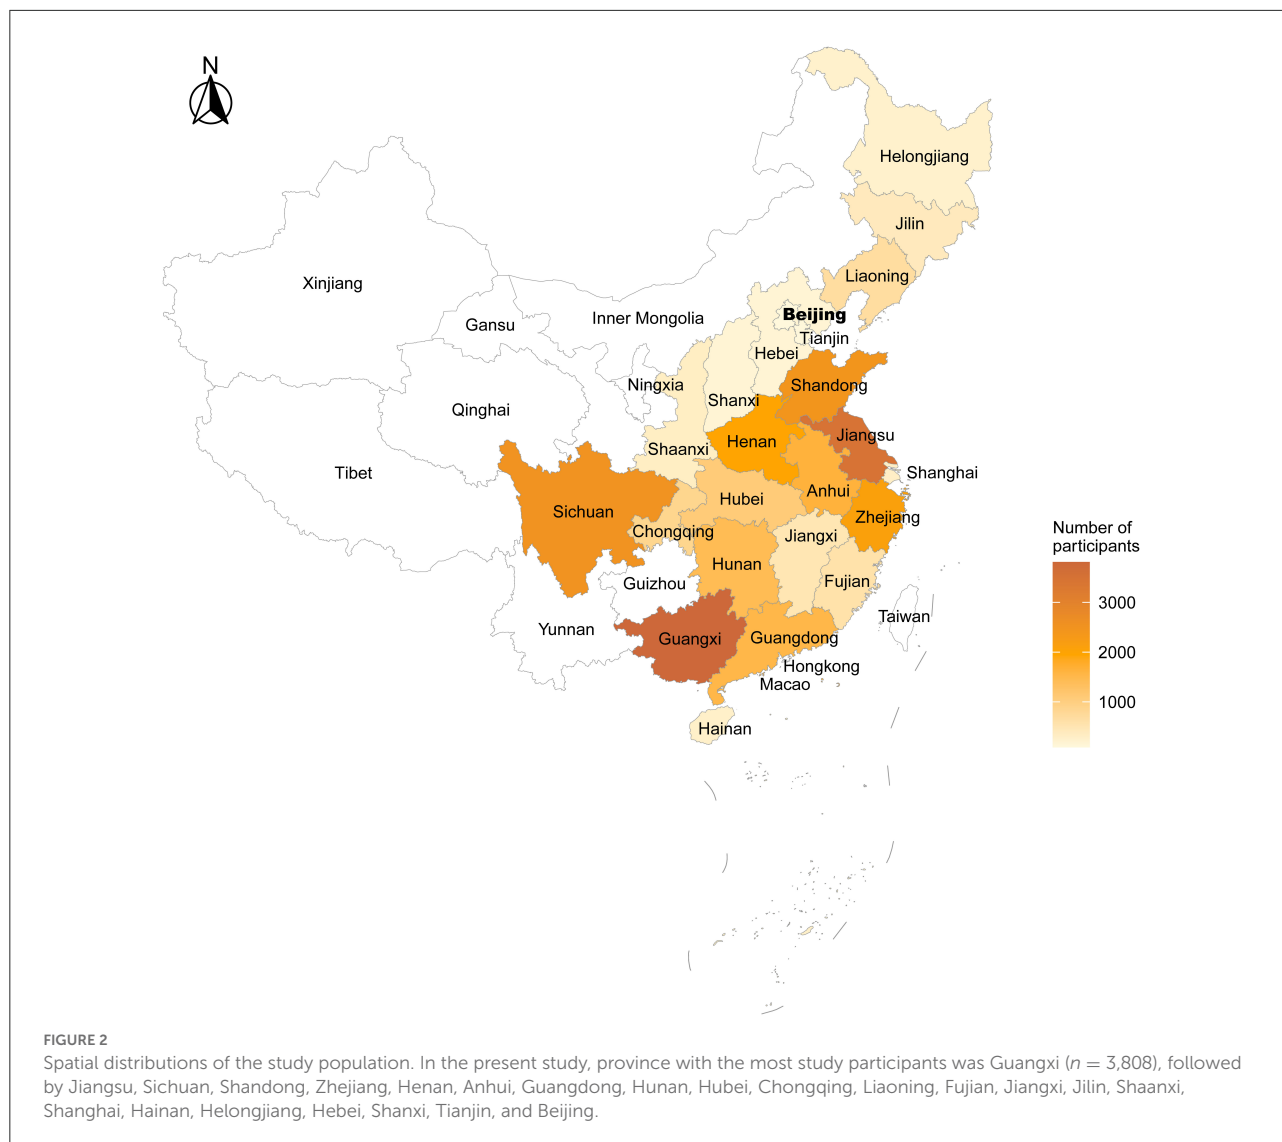 N
Helongjiang
Jilin
Liaoning
Xinjiang
Gansu
Inner Mongolia
Beijing
Tianjin
Hebei
Ningxia
Shandong
Shanxi
Qinghai
Jiangsu
Henan
Shaanxi
Tibet
Shanghai
Anhui
Hubei
Sichuan
Zhejiang
Chongqing
Jiangxi
Hunan
Fujian
Guizhou
Taiwan
Yunnan
Guangxi
Guangdong
Hongkong
Macao
Hainan
Number of
participants
3000
2000
1000
FIGURE 2
Spatial distributions of the study population. In the present study, province with the most study participants was Guangxi (n = 3,808), followed
by Jiangsu, Sichuan, Shandong, Zhejiang, Henan, Anhui, Guangdong, Hunan, Hubei, Chongqing, Liaoning, Fujian, Jiangxi, Jilin, Shaanxi,
Shanghai, Hainan, Helongjiang, Hebei, Shanxi, Tianjin, and Beijing.